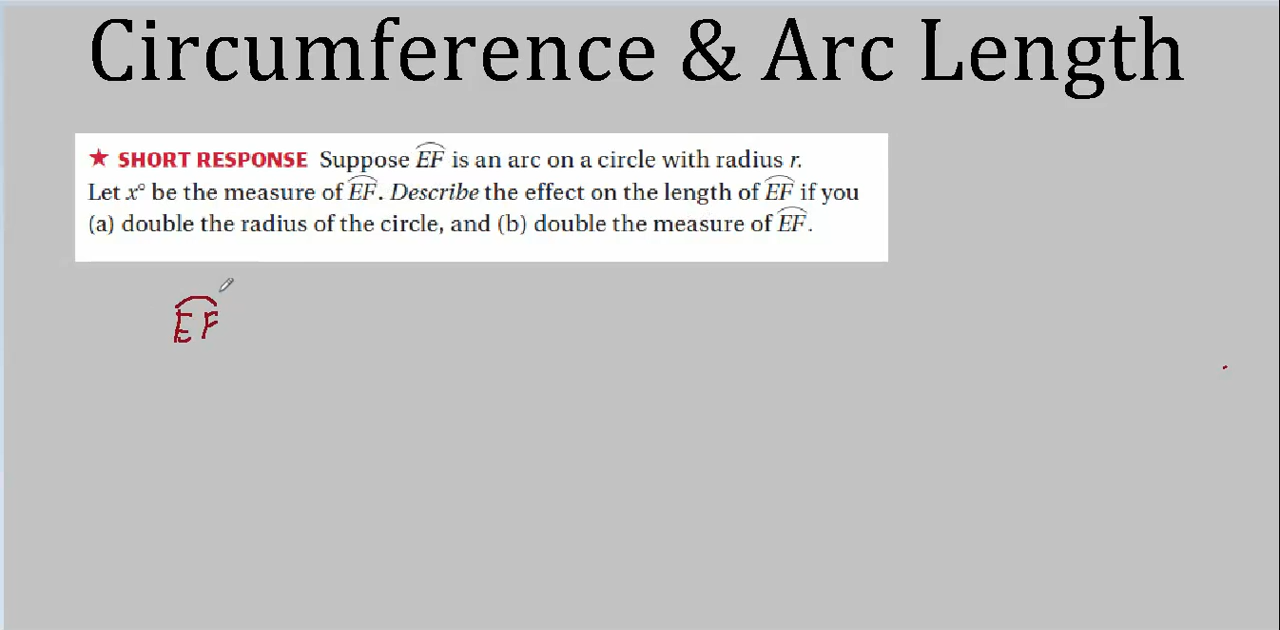 Circumference & Arc Length
★ SHORT RESPONSE Suppose EF is an arc on a circle with radius r.
Let x° be the measure of EF. Describe the effect on the length of EF if you
(a) double the radius of the circle, and (b) double the measure of EF.
EF